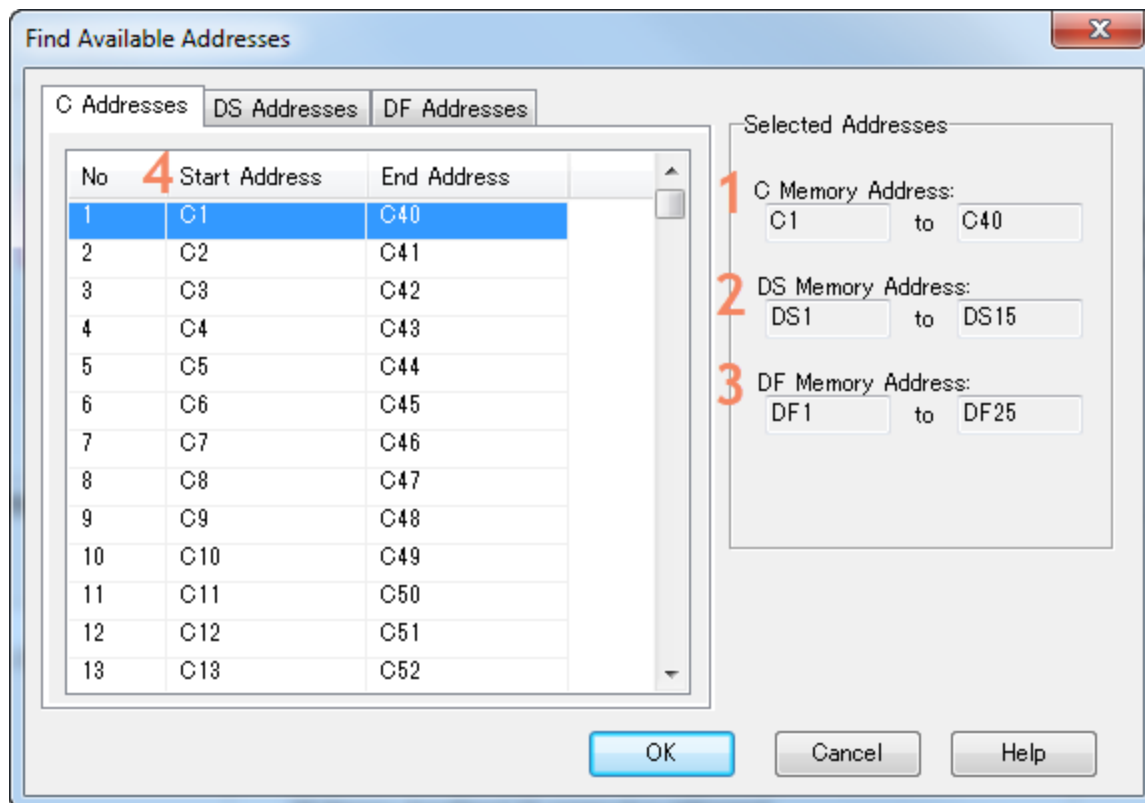 Find Available Addresses
C Addresses DS Addresses DF Addresses
No 4 Start Address End Address
1 C1 C40
2 C2 C41
3 C3 C42
4 C4 C43
5 C5 C44
6 C6 C45
7 C7 C46
8 C8 C47
9 C9 C48
10 C10 C49
11 C11 C50
12 C12 C51
13 C13 C52
Selected Addresses
1 C Memory Address:
C1 to C40
2 DS Memory Address:
DS1 to DS15
3 DF Memory Address:
DF1 to DF25
OK Cancel Help